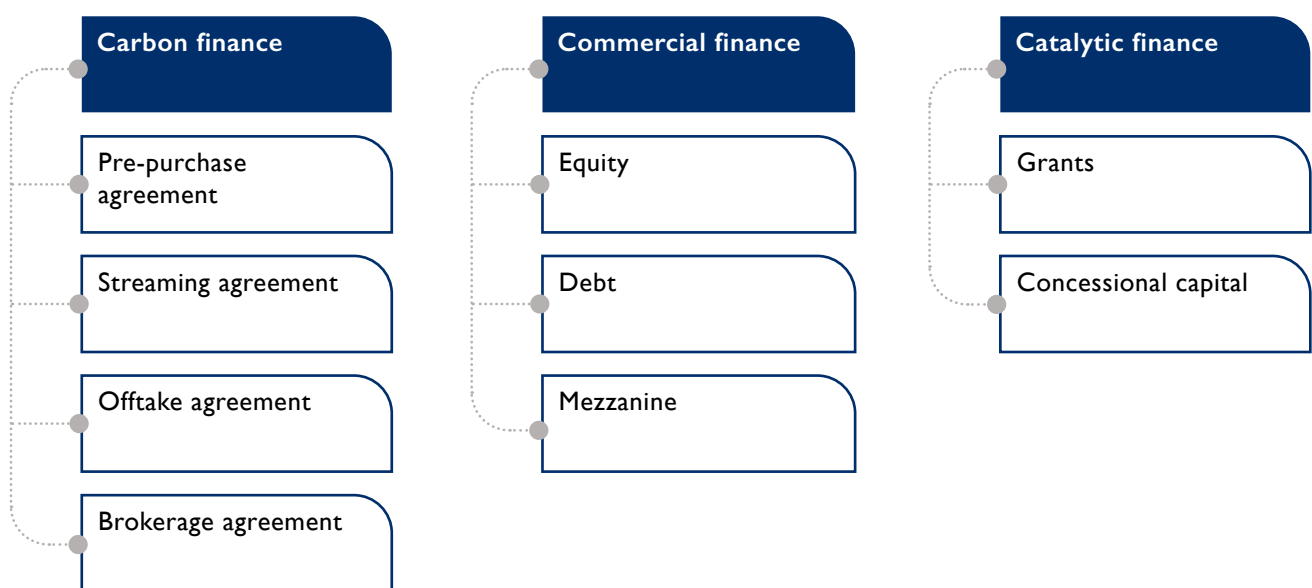 Carbon finance
Pre-purchase
agreement
Streaming agreement
Offtake agreement
Brokerage agreement
Commercial finance
Equity
Debt
Mezzanine
Catalytic finance
Grants
Concessional capital